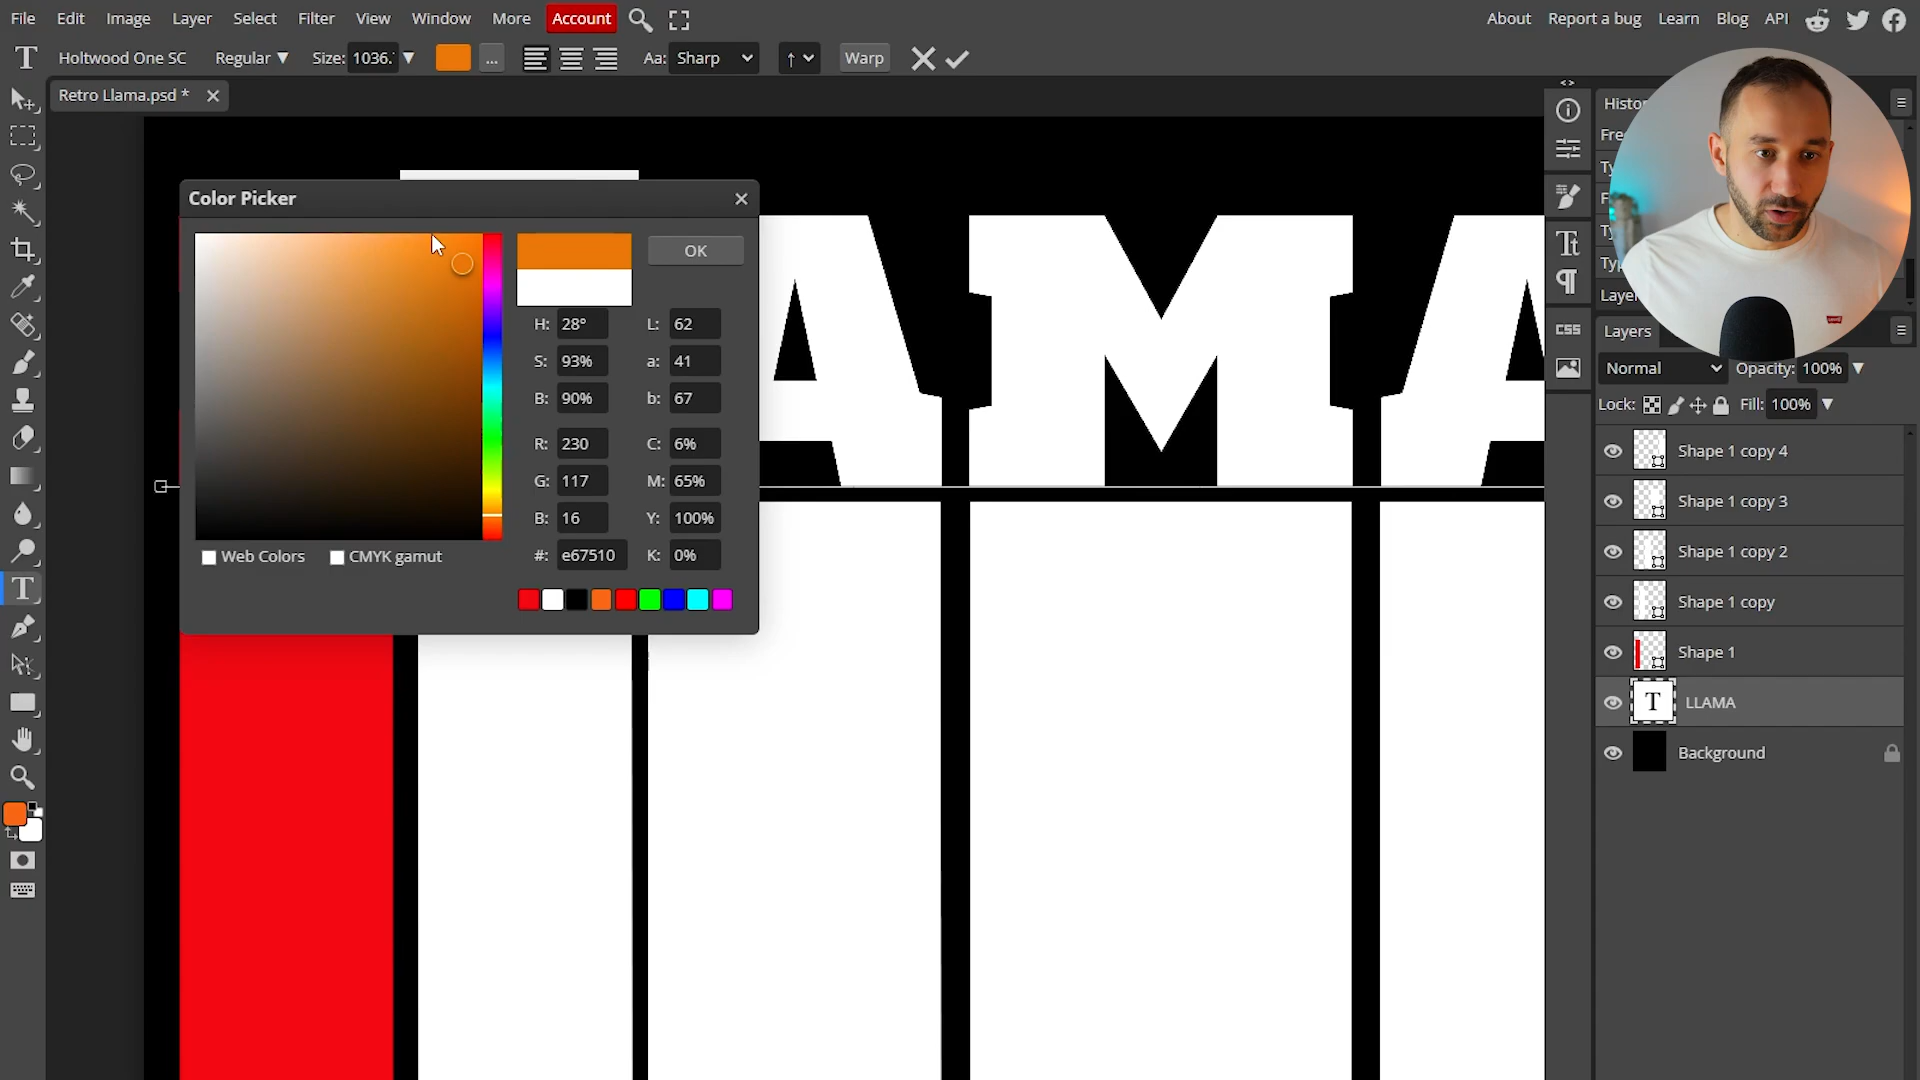 File Edit Image Layer Select Filter View Window More Account About Report a bug Learn Blog API
Holtwood One SC Regular Size: 1036. ... Aa: Sharp Warp
Retro Llama.psd *
Color Picker
OK
H: 28° L: 62
S: 93% a: 41
B: 90% b: 67
R: 230 C: 6%
G: 117 M: 65%
B: 16 Y: 100%
#: e67510 K: 0%
Web Colors CMYK gamut
AMA
CSS
Layers
Normal Opacity: 100%
Lock: Fill: 100%
Shape 1 copy 4
Shape 1 copy 3
Shape 1 copy 2
Shape 1 copy
Shape 1
LLAMA
Background